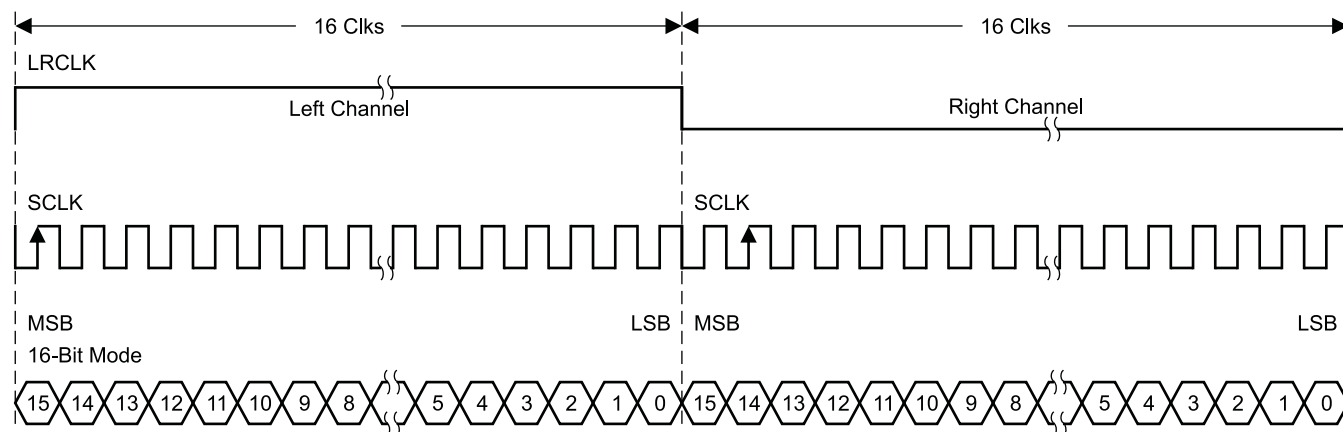 16 Clks 16 Clks
LRCLK
Left Channel Right Channel
SCLK SCLK
MSB LSB MSB LSB
16-Bit Mode
15 14 13 12 11 10 9 8 5 4 3 2 1 0 15 14 13 12 11 10 9 8 5 4 3 2 1 0